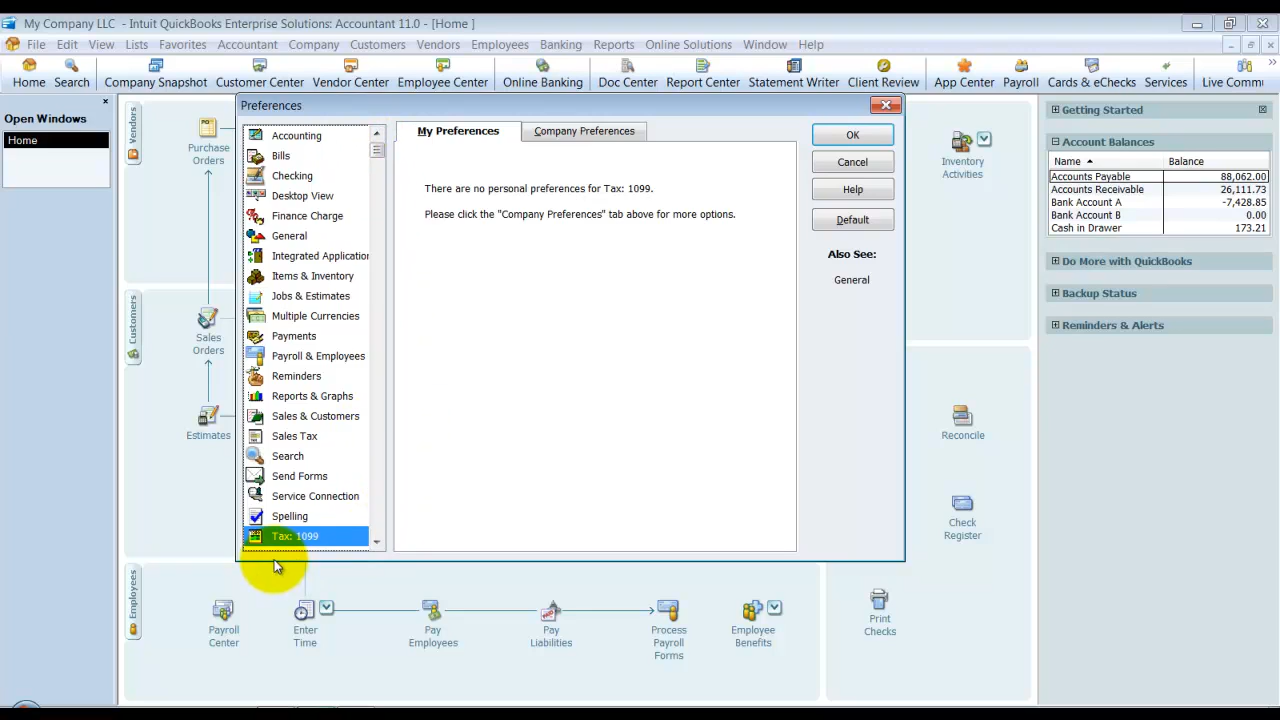 My Company LLC - Intuit QuickBooks Enterprise Solutions: Accountant 11.0 - [Home ]
File Edit View Lists Favorites Accountant Company Customers Vendors Employees Banking Reports Online Solutions Window Help
Home Search Company Snapshot Customer Center Vendor Center Employee Center Online Banking Doc Center Report Center Statement Writer Client Review App Center Payroll Cards & eChecks Services Live Commu
Open Windows
Home
Vendors
Purchase
Orders
Customers
Sales
Orders
Estimates
Employees
Payroll
Center
Enter
Time
Pay
Employees
Pay
Liabilities
Process
Payroll
Forms
Employee
Benefits
Preferences
Accounting
Bills
Checking
Desktop View
Finance Charge
General
Integrated Application
Items & Inventory
Jobs & Estimates
Multiple Currencies
Payments
Payroll & Employees
Reminders
Reports & Graphs
Sales & Customers
Sales Tax
Search
Send Forms
Service Connection
Spelling
Tax: 1099
My Preferences Company Preferences
There are no personal preferences for Tax: 1099.
Please click the "Company Preferences" tab above for more options.
OK
Cancel
Help
Default
Also See:
General
Inventory
Activities
Reconcile
Check
Register
Print
Checks
Getting Started
Account Balances
Name Balance
Accounts Payable 88,062.00
Accounts Receivable 26,111.73
Bank Account A -7,428.85
Bank Account B 0.00
Cash in Drawer 173.21
Do More with QuickBooks
Backup Status
Reminders & Alerts